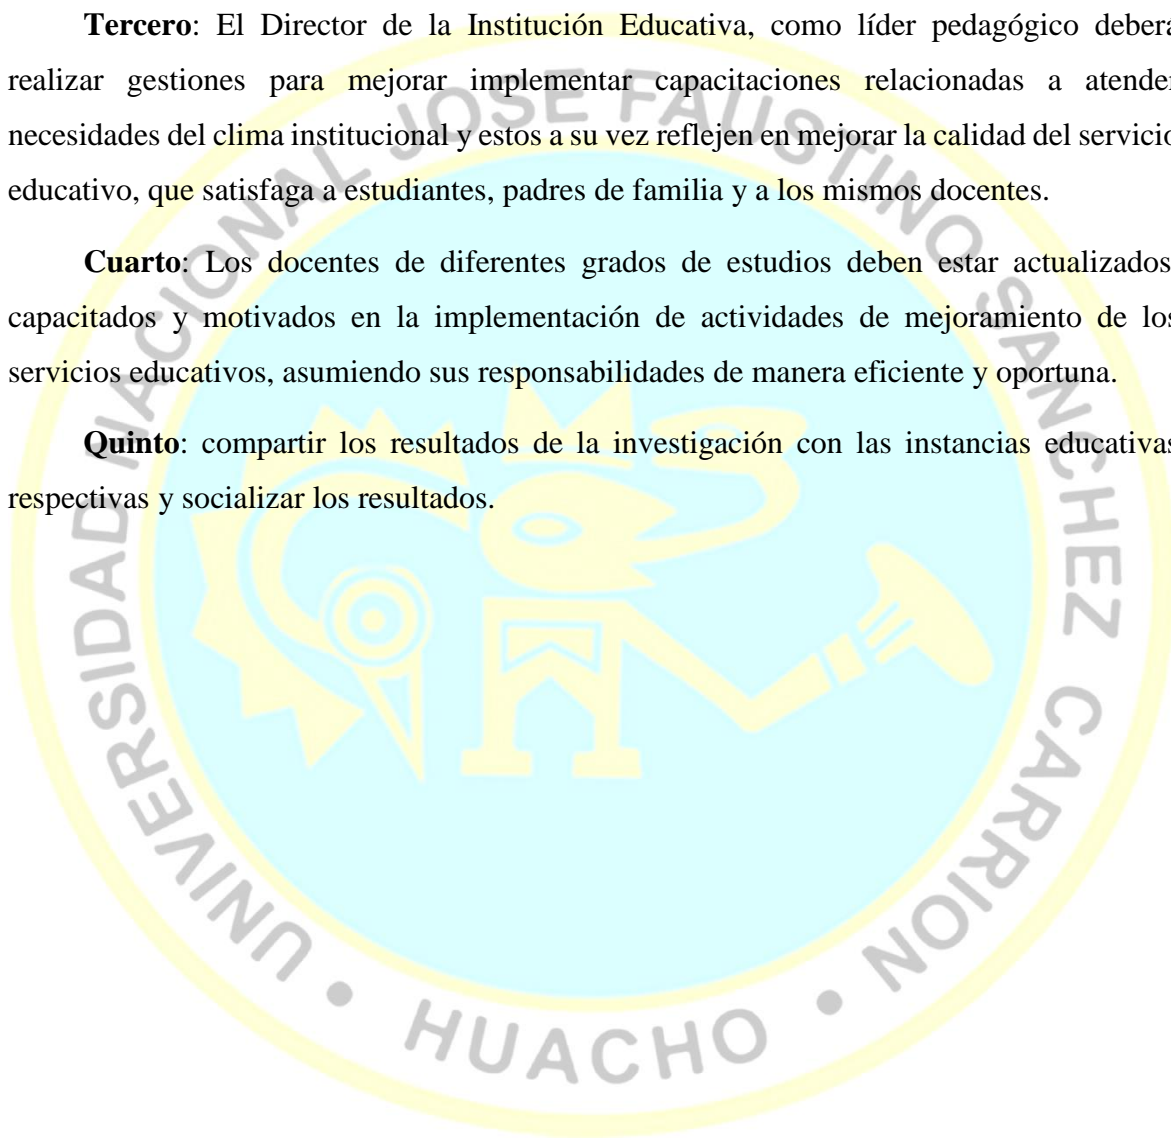 Tercero: El Director de la Institución Educativa, como líder pedagógico deberá
realizar gestiones para mejorar implementar capacitaciones relacionadas a atender
necesidades del clima institucional y estos a su vez reflejen en mejorar la calidad del servicio
educativo, que satisfaga a estudiantes, padres de familia y a los mismos docentes.
Cuarto: Los docentes de diferentes grados de estudios deben estar actualizados
capacitados y motivados en la implementación de actividades de mejoramiento de los
servicios educativos, asumiendo sus responsabilidades de manera eficiente y oportuna.
Quinto: compartir los resultados de la investigación con las instancias educativas
respectivas y socializar los resultados.
UNIVERSIDAD NACIONAL JOSE FAUSTINO SANCHEZ CARRION • HUACHO •